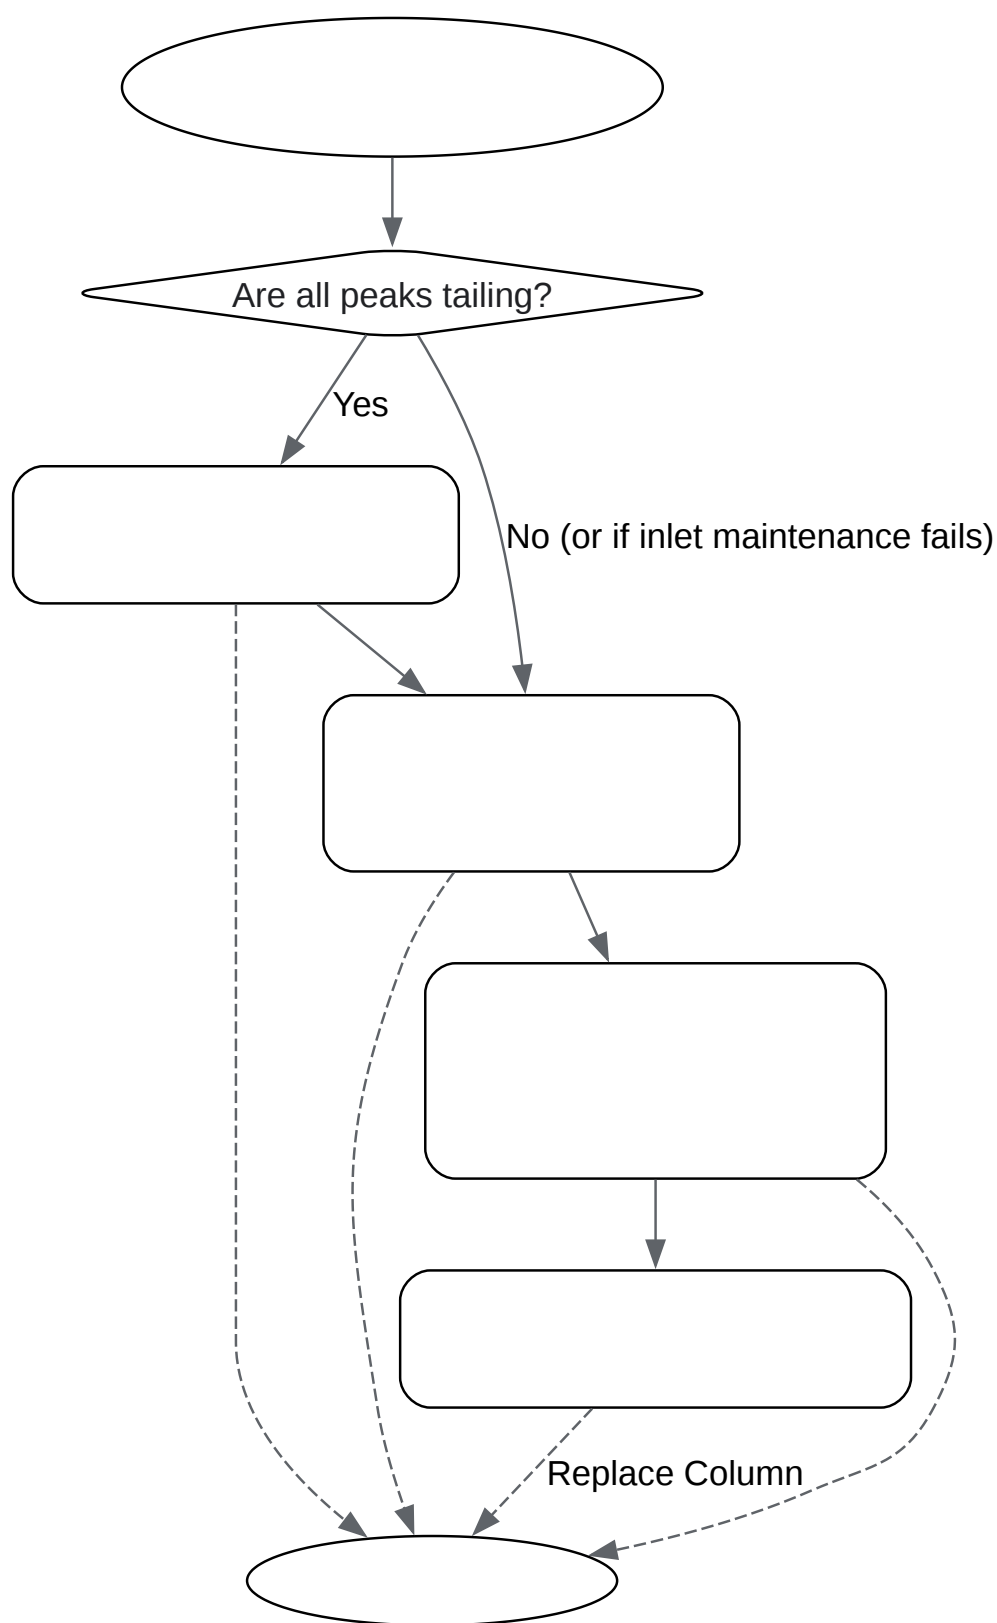 Are all peaks tailing?
Yes
No (or if inlet maintenance fails)
Replace Column